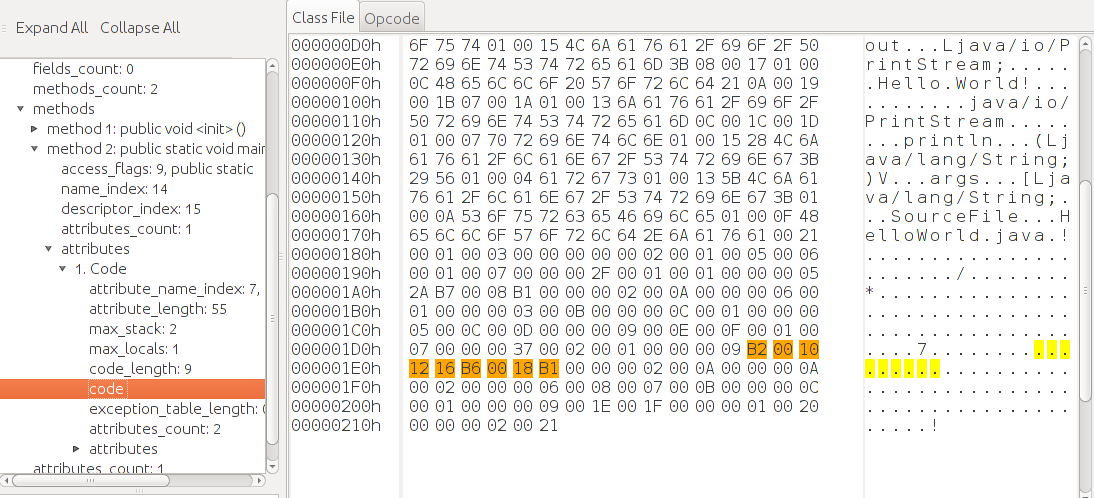 Expand All Collapse All
fields_count: 0
methods_count: 2
methods
method 1: public void <init> ()
method 2: public static void main
access_flags: 9, public static
name_index: 14
descriptor_index: 15
attributes_count: 1
attributes
1. Code
attribute_name_index: 7,
attribute_length: 55
max_stack: 2
max_locals: 1
code_length: 9
code
exception_table_length:
attributes_count: 2
attributes
attributes_count: 1
Class File Opcode
000000D0h 6F 75 74 01 00 15 4C 6A 61 76 61 2F 69 6F 2F 50 out...Ljava/io/P
000000E0h 72 69 6E 74 53 74 72 65 61 6D 3B 08 00 17 01 00 rintStream;.....
000000F0h 0C 48 65 6C 6C 6F 20 57 6F 72 6C 64 21 0A 00 19 .Hello.World!...
00000100h 00 1B 07 00 1A 01 00 13 6A 61 76 61 2F 69 6F 2F ........java/io/
00000110h 50 72 69 6E 74 53 74 72 65 61 6D 0C 00 1C 00 1D PrintStream.....
00000120h 01 00 07 70 72 69 6E 74 6C 6E 01 00 15 28 4C 6A ...println...(Lj
00000130h 61 76 61 2F 6C 61 6E 67 2F 53 74 72 69 6E 67 3B ava/lang/String;
00000140h 29 56 01 00 04 61 72 67 73 01 00 13 5B 4C 6A 61 )V...args...[Lja
00000150h 76 61 2F 6C 61 6E 67 2F 53 74 72 69 6E 67 3B 01 va/lang/String;.
00000160h 00 0A 53 6F 75 72 63 65 46 69 6C 65 01 00 0F 48 ..SourceFile...H
00000170h 65 6C 6C 6F 57 6F 72 6C 64 2E 6A 61 76 61 00 21 elloWorld.java.!
00000180h 00 01 00 03 00 00 00 00 00 02 00 01 00 05 00 06 ................
00000190h 00 01 00 07 00 00 00 2F 00 01 00 01 00 00 00 05 ......./........
000001A0h 2A B7 00 08 B1 00 00 00 02 00 0A 00 00 00 06 00 *...............
000001B0h 01 00 00 00 03 00 0B 00 00 00 0C 00 01 00 00 00 ................
000001C0h 05 00 0C 00 0D 00 00 00 09 00 0E 00 0F 00 01 00 ................
000001D0h 07 00 00 00 37 00 02 00 01 00 00 00 09 B2 00 10 ....7...........
000001E0h 12 16 B6 00 18 B1 00 00 00 02 00 0A 00 00 00 0A ................
000001F0h 00 02 00 00 00 06 00 08 00 07 00 0B 00 00 00 0C ................
00000200h 00 01 00 00 00 09 00 1E 00 1F 00 00 00 01 00 20 ................
00000210h 00 00 00 02 00 21 .....!